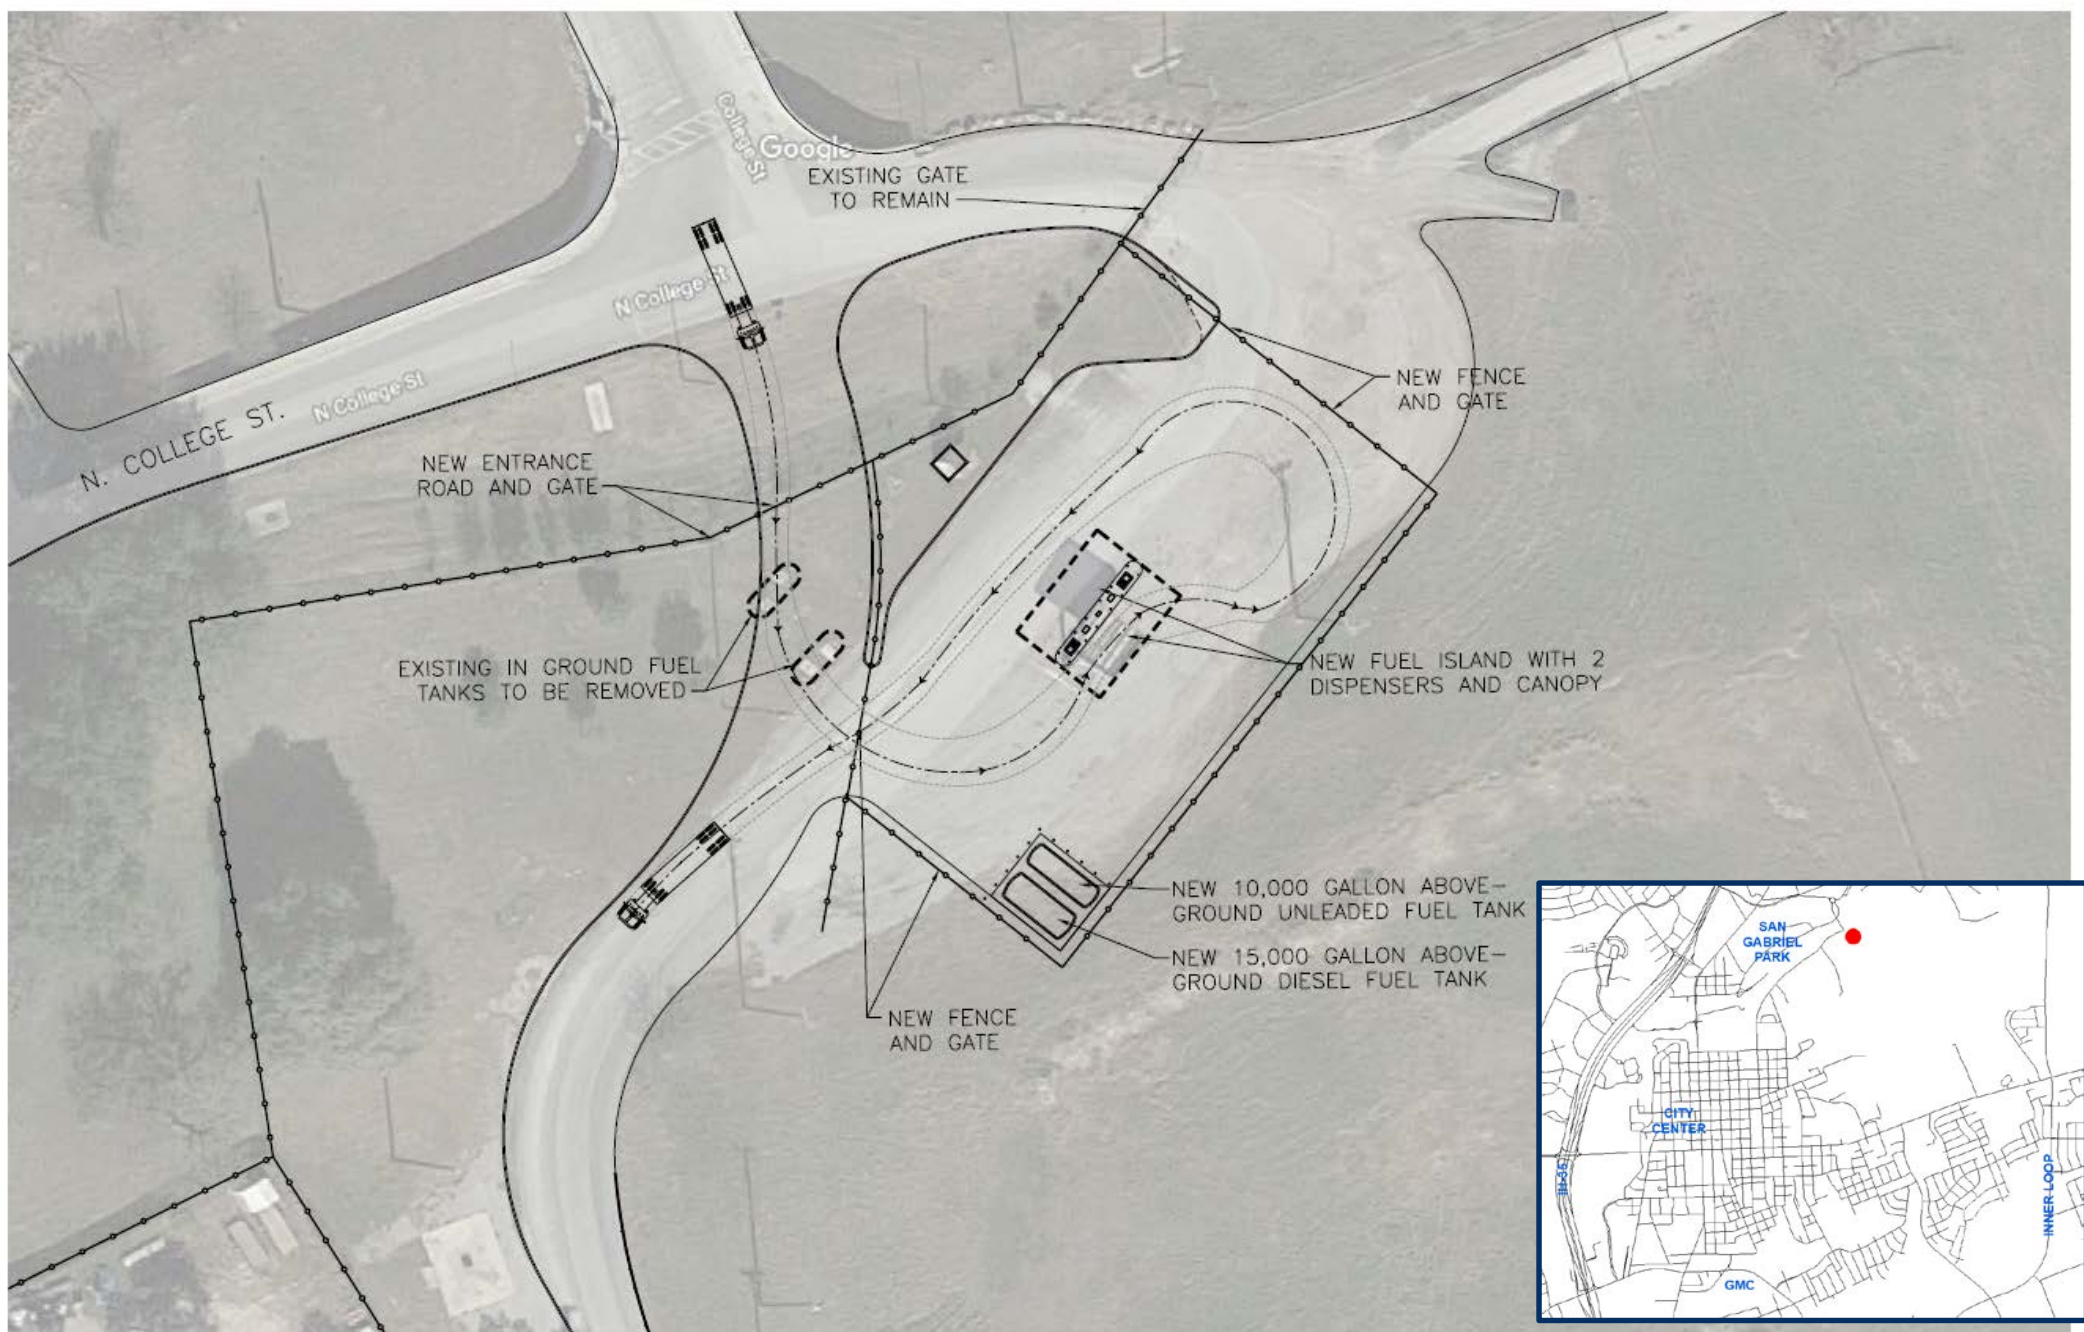 College St
Google
EXISTING GATE
TO REMAIN
N College St
N College St
N. COLLEGE ST.
NEW FENCE
AND GATE
NEW ENTRANCE
ROAD AND GATE
EXISTING IN GROUND FUEL
TANKS TO BE REMOVED
NEW FUEL ISLAND WITH 2
DISPENSERS AND CANOPY
NEW 10,000 GALLON ABOVE-
GROUND UNLEADED FUEL TANK
NEW 15,000 GALLON ABOVE-
GROUND DIESEL FUEL TANK
NEW FENCE
AND GATE
SAN
GABRIEL
PARK
CITY
CENTER
IH-35
INNER LOOP
GMC